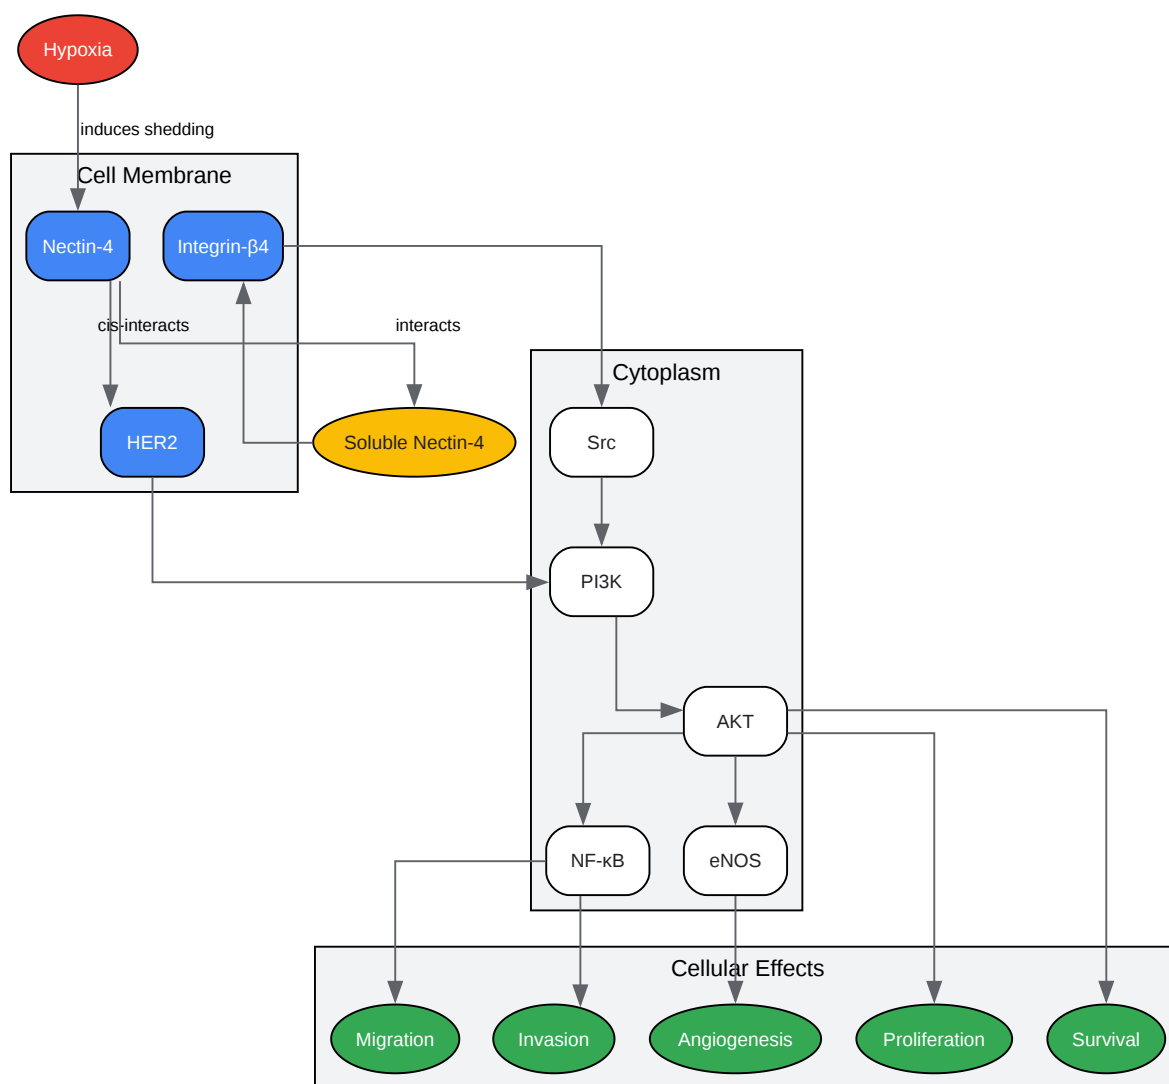 Hypoxia
induces shedding
Cell Membrane
Nectin-4
Integrin-β4
cis-interacts
interacts
Cytoplasm
HER2
Soluble Nectin-4
Src
PI3K
AKT
NF-κB
eNOS
Cellular Effects
Migration
Invasion
Angiogenesis
Proliferation
Survival